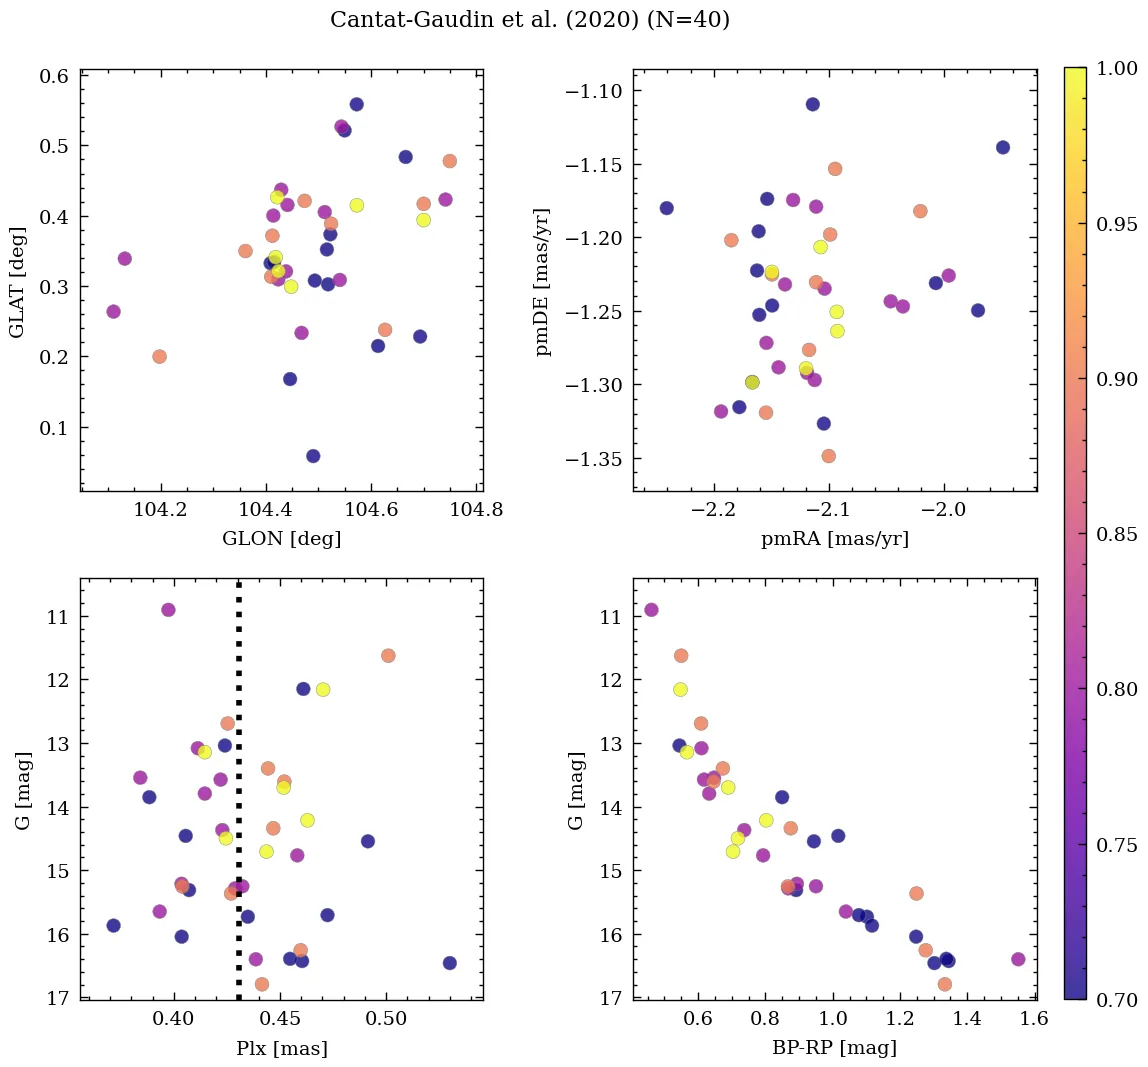 Cantat-Gaudin et al. (2020) (N=40)
0.6
0.5
0.4
0.3
0.2
0.1
GLAT [deg]
104.2 104.4 104.6 104.8
GLON [deg]
−1.10
−1.15
−1.20
−1.25
−1.30
−1.35
pmDE [mas/yr]
−2.2 −2.1 −2.0
pmRA [mas/yr]
11
12
13
14
15
16
17
G [mag]
0.40 0.45 0.50
Plx [mas]
11
12
13
14
15
16
17
G [mag]
0.6 0.8 1.0 1.2 1.4 1.6
BP-RP [mag]
1.00
0.95
0.90
0.85
0.80
0.75
0.70